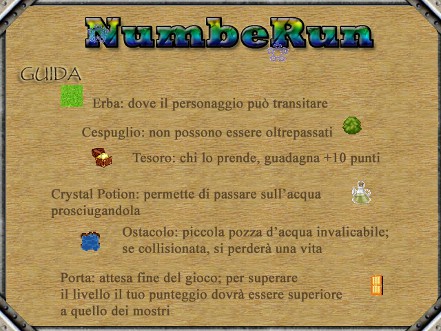 NumbeRun
GUIDA
Erba: dove il personaggio può transitare
Cespuglio: non possono essere oltrepassati
Tesoro: chi lo prende, guadagna +10 punti
Crystal Potion: permette di passare sull'acqua
prosciugandola
Ostacolo: piccola pozza d'acqua invalicabile;
se collisionata, si perderà una vita
Porta: attesa fine del gioco; per superare
il livello il tuo punteggio dovrà essere superiore
a quello dei mostri